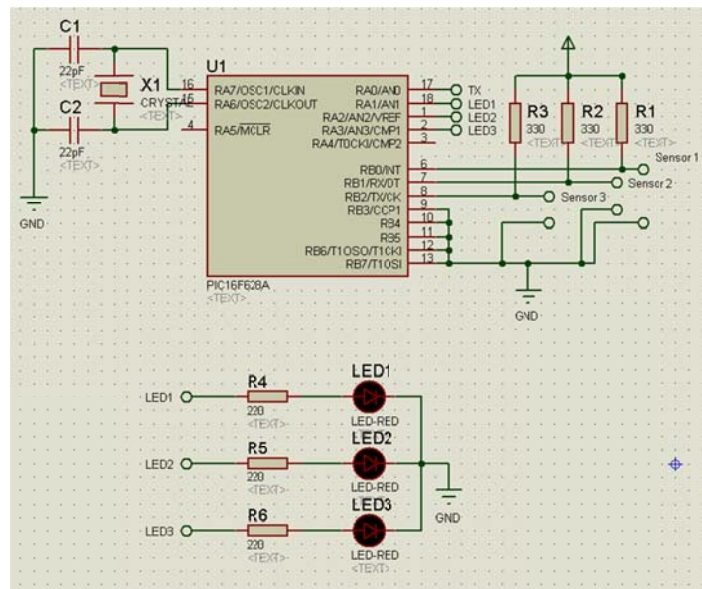 C1
22pF
<TEXT>
X1
CRYSTAL
<TEXT>
C2
22pF
<TEXT>
GND
U1
16 RA7/OSC1/CLKIN
15 RA6/OSC2/CLKOUT
4 RA5/MCLR
RA0/AN0 17 TX
RA1/AN1 18 LED1
RA2/AN2/VREF 1 LED2
RA3/AN3/CMP1 2 LED3
RA4/T0CKI/CMP2 3
RB0/INT 6
RB1/RX/DT 7
RB2/TX/CK 8
RB3/CCP1 9
RB4 10
RB5 11
RB6/T1OSO/T1CKI 12
RB7/T1OSI 13
PIC16F628A
<TEXT>
R3
330
<TEXT>
R2
330
<TEXT>
R1
330
<TEXT>
Sensor 1
Sensor 2
Sensor 3
GND
LED1
R4
220
<TEXT>
LED1
LED-RED
<TEXT>
LED2
R5
220
<TEXT>
LED2
LED-RED
<TEXT>
LED3
R6
220
<TEXT>
LED3
LED-RED
<TEXT>
GND